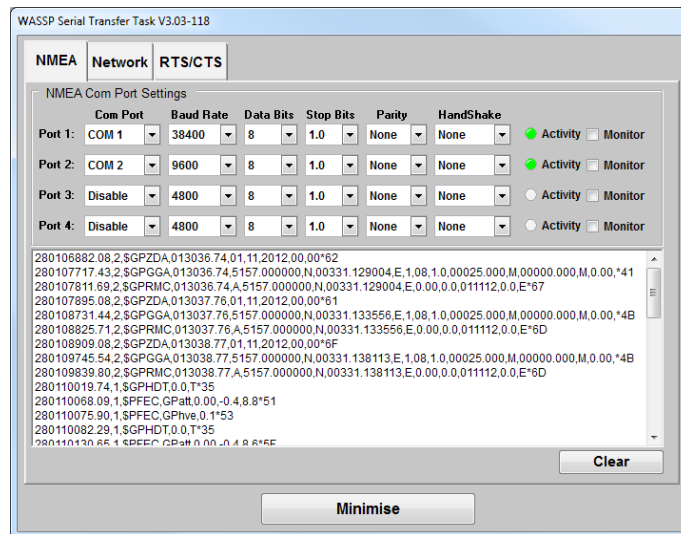 WASSP Serial Transfer Task V3.03-118
NMEA Network RTS/CTS
NMEA Com Port Settings
Com Port Baud Rate Data Bits Stop Bits Parity HandShake
Port 1: COM 1 38400 8 1.0 None None Activity Monitor
Port 2: COM 2 9600 8 1.0 None None Activity Monitor
Port 3: Disable 4800 8 1.0 None None Activity Monitor
Port 4: Disable 4800 8 1.0 None None Activity Monitor
280106882.08,2,$GPZDA,013036.74,01,11,2012,00,00*62
280107717.43,2,$GPGGA,013036.74,5157.000000,N,00331.129004,E,1,08,1.0,00025.000,M,00000.000,M,0.00,*41
280107811.69,2,$GPRMC,013036.74,A,5157.000000,N,00331.129004,E,0.00,0.0,011112,0.0,E*67
280107895.08,2,$GPZDA,013037.76,01,11,2012,00,00*61
280108731.44,2,$GPGGA,013037.76,5157.000000,N,00331.133556,E,1,08,1.0,00025.000,M,00000.000,M,0.00,*4B
280108825.71,2,$GPRMC,013037.76,A,5157.000000,N,00331.133556,E,0.00,0.0,011112,0.0,E*6D
280108909.08,2,$GPZDA,013038.77,01,11,2012,00,00*6F
280109745.54,2,$GPGGA,013038.77,5157.000000,N,00331.138113,E,1,08,1.0,00025.000,M,00000.000,M,0.00,*4B
280109839.80,2,$GPRMC,013038.77,A,5157.000000,N,00331.138113,E,0.00,0.0,011112,0.0,E*6D
280110019.74,1,$GPHDT,0.0,T*35
280110068.09,1,$PFEC,GPatt,0.00,-0.4,8.8*51
280110075.90,1,$PFEC,GPhve,0.1*53
280110082.29,1,$GPHDT,0.0,T*35
280110130.65,1,$PFEC,GPatt,0.00,-0.4,8.6*5F
Clear
Minimise